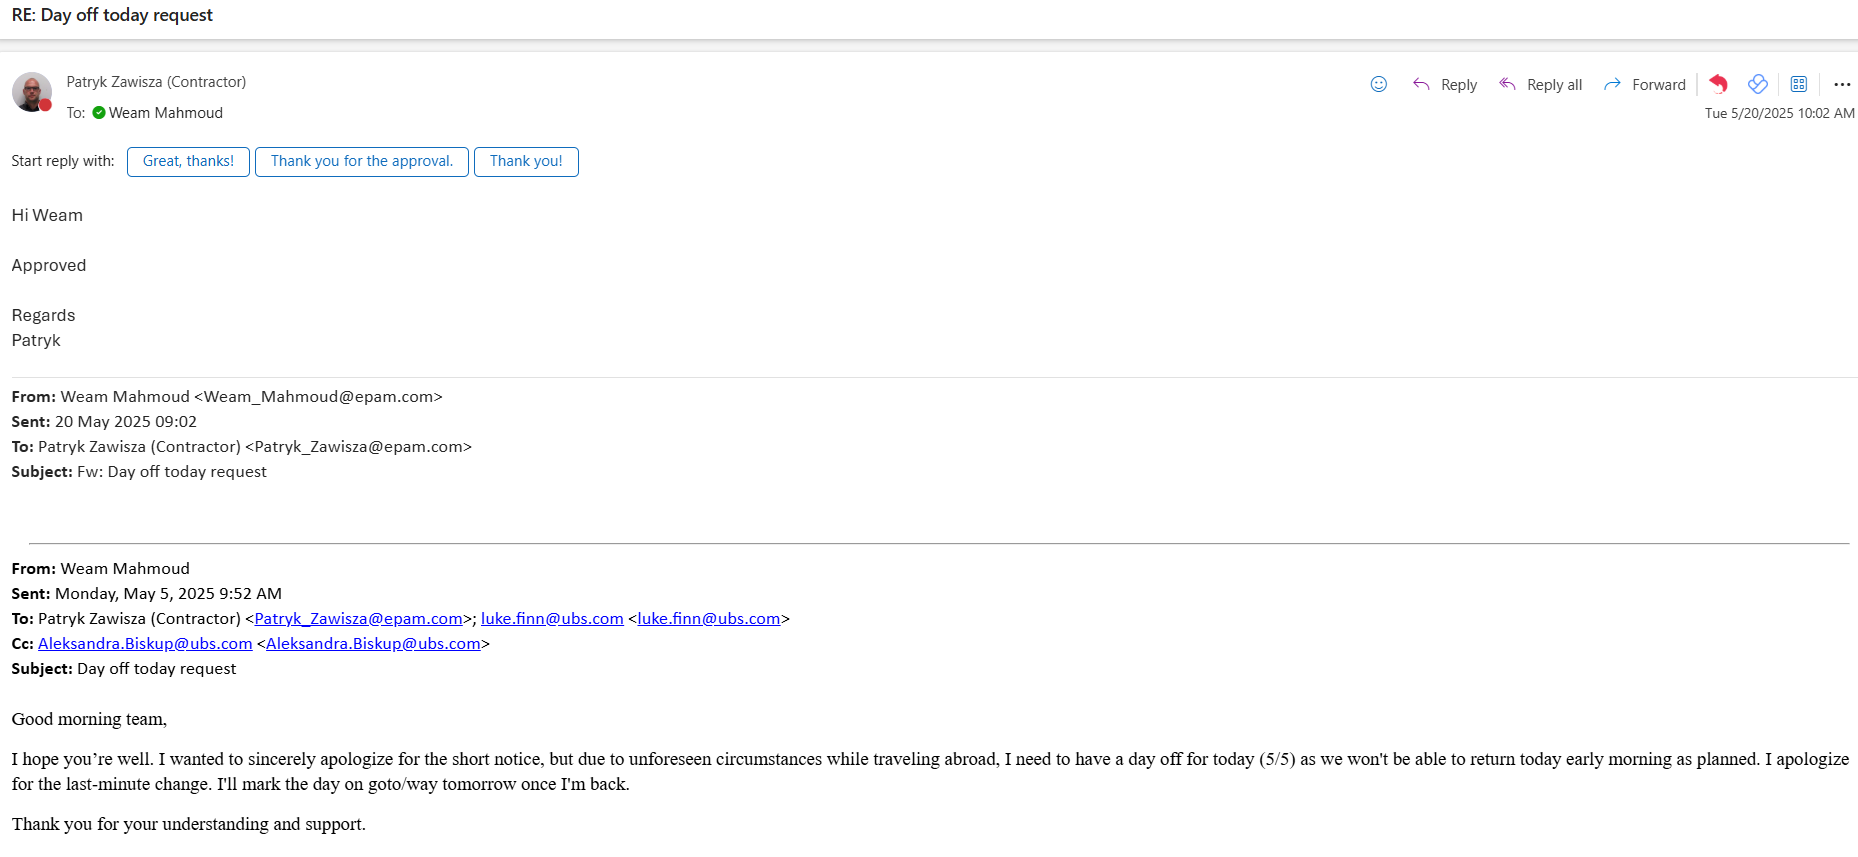 RE: Day off today request
Patryk Zawisza (Contractor)
To: Weam Mahmoud
Reply
Reply all
Forward
Tue 5/20/2025 10:02 AM
Start reply with:
Great, thanks!
Thank you for the approval.
Thank you!
Hi Weam
Approved
Regards
Patryk
From: Weam Mahmoud <Weam_Mahmoud@epam.com>
Sent: 20 May 2025 09:02
To: Patryk Zawisza (Contractor) <Patryk_Zawisza@epam.com>
Subject: Fw: Day off today request
From: Weam Mahmoud
Sent: Monday, May 5, 2025 9:52 AM
To: Patryk Zawisza (Contractor) <Patryk_Zawisza@epam.com>; luke.finn@ubs.com <luke.finn@ubs.com>
Cc: Aleksandra.Biskup@ubs.com <Aleksandra.Biskup@ubs.com>
Subject: Day off today request
Good morning team,
I hope you’re well. I wanted to sincerely apologize for the short notice, but due to unforeseen circumstances while traveling abroad, I need to have a day off for today (5/5) as we won't be able to return today early morning as planned. I apologize
for the last-minute change. I'll mark the day on goto/way tomorrow once I'm back.
Thank you for your understanding and support.